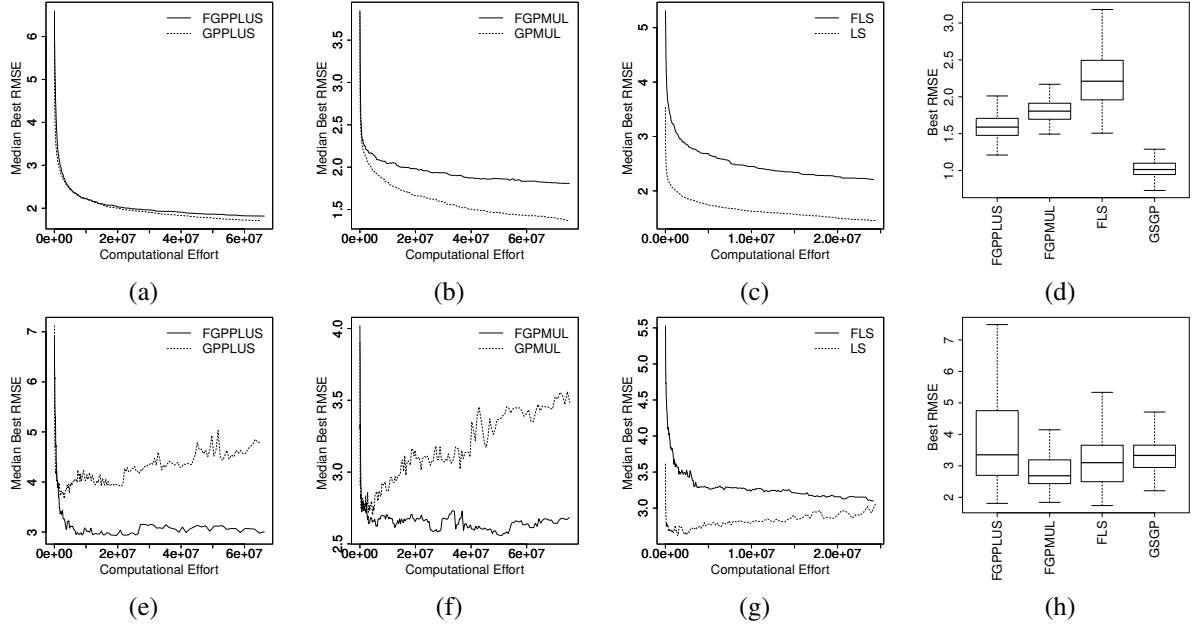 FGPPLUS
GPPLUS
Median Best RMSE
2 3 4 5 6
0e+00 2e+07 4e+07 6e+07
Computational Effort
(a)
FGPMUL
GPMUL
Median Best RMSE
1.5 2.0 2.5 3.0 3.5
0e+00 2e+07 4e+07 6e+07
Computational Effort
(b)
FLS
LS
Median Best RMSE
2 3 4 5
0.0e+00 1.0e+07 2.0e+07
Computational Effort
(c)
Best RMSE
1.0 1.5 2.0 2.5 3.0
FGPPLUS
FGPMUL
FLS
GSGP
(d)
FGPPLUS
GPPLUS
Median Best RMSE
3 4 5 6 7
0e+00 2e+07 4e+07 6e+07
Computational Effort
(e)
FGPMUL
GPMUL
Median Best RMSE
2.5 3.0 3.5 4.0
0e+00 2e+07 4e+07 6e+07
Computational Effort
(f)
FLS
LS
Median Best RMSE
3.0 3.5 4.0 4.5 5.0 5.5
0.0e+00 1.0e+07 2.0e+07
Computational Effort
(g)
Best RMSE
2 3 4 5 6 7
FGPPLUS
FGPMUL
FLS
GSGP
(h)